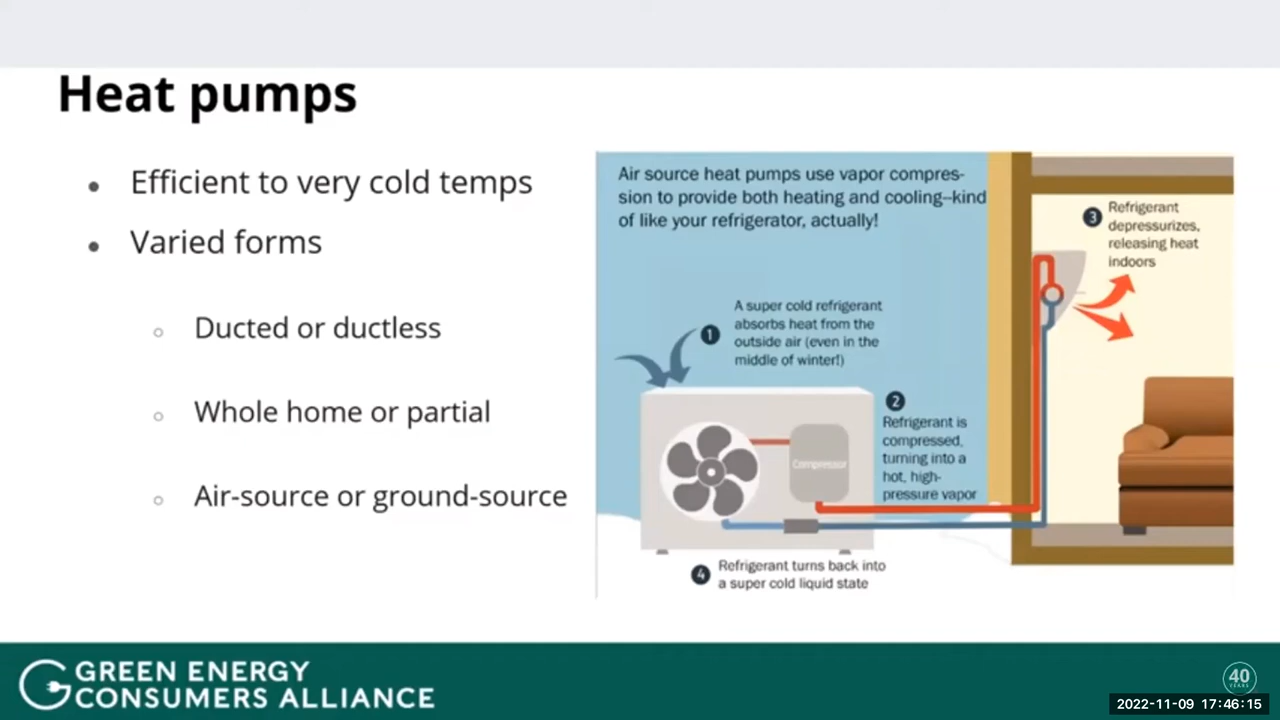 Heat pumps
Efficient to very cold temps
Varied forms
Ducted or ductless
Whole home or partial
Air-source or ground-source
Air source heat pumps use vapor compres-
sion to provide both heating and cooling–kind
of like your refrigerator, actually!
1
A super cold refrigerant
absorbs heat from the
outside air (even in the
middle of winter!)
2
Refrigerant is
compressed,
turning into a
hot, high-
pressure vapor
Compressor
3
Refrigerant
depressurizes,
releasing heat
indoors
4
Refrigerant turns back into
a super cold liquid state
GREEN ENERGY
CONSUMERS ALLIANCE
40
YEARS
2022-11-09 17:46:15